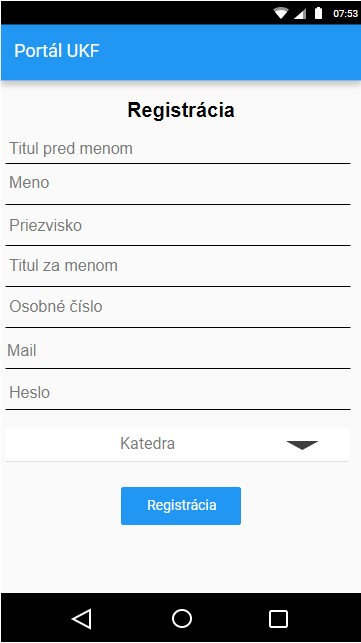 07:53
Portál UKF
Registrácia
Titul pred menom
Meno
Priezvisko
Titul za menom
Osobné číslo
Mail
Heslo
Katedra
Registrácia